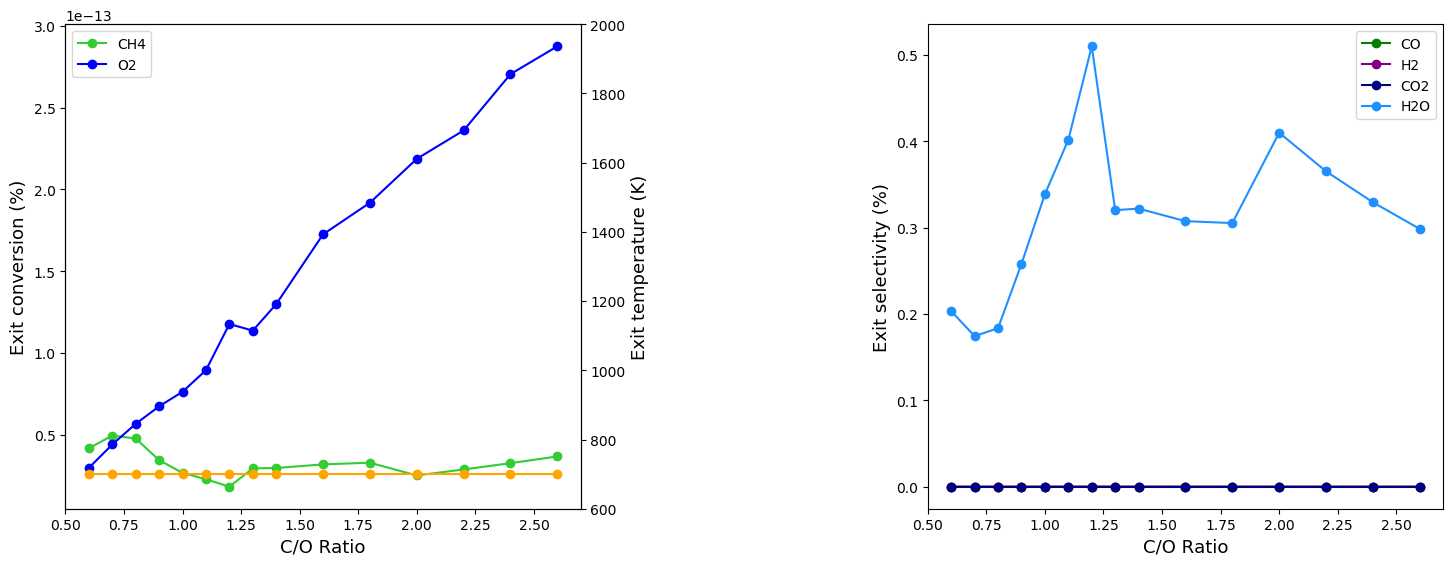 1e−13
3.0
2.5
2.0
1.5
1.0
0.5
Exit conversion (%)
CH4
O2
2000
1800
1600
1400
1200
1000
800
600
Exit temperature (K)
0.50 0.75 1.00 1.25 1.50 1.75 2.00 2.25 2.50
C/O Ratio
0.5
0.4
0.3
0.2
0.1
0.0
Exit selectivity (%)
CO
H2
CO2
H2O
0.50 0.75 1.00 1.25 1.50 1.75 2.00 2.25 2.50
C/O Ratio